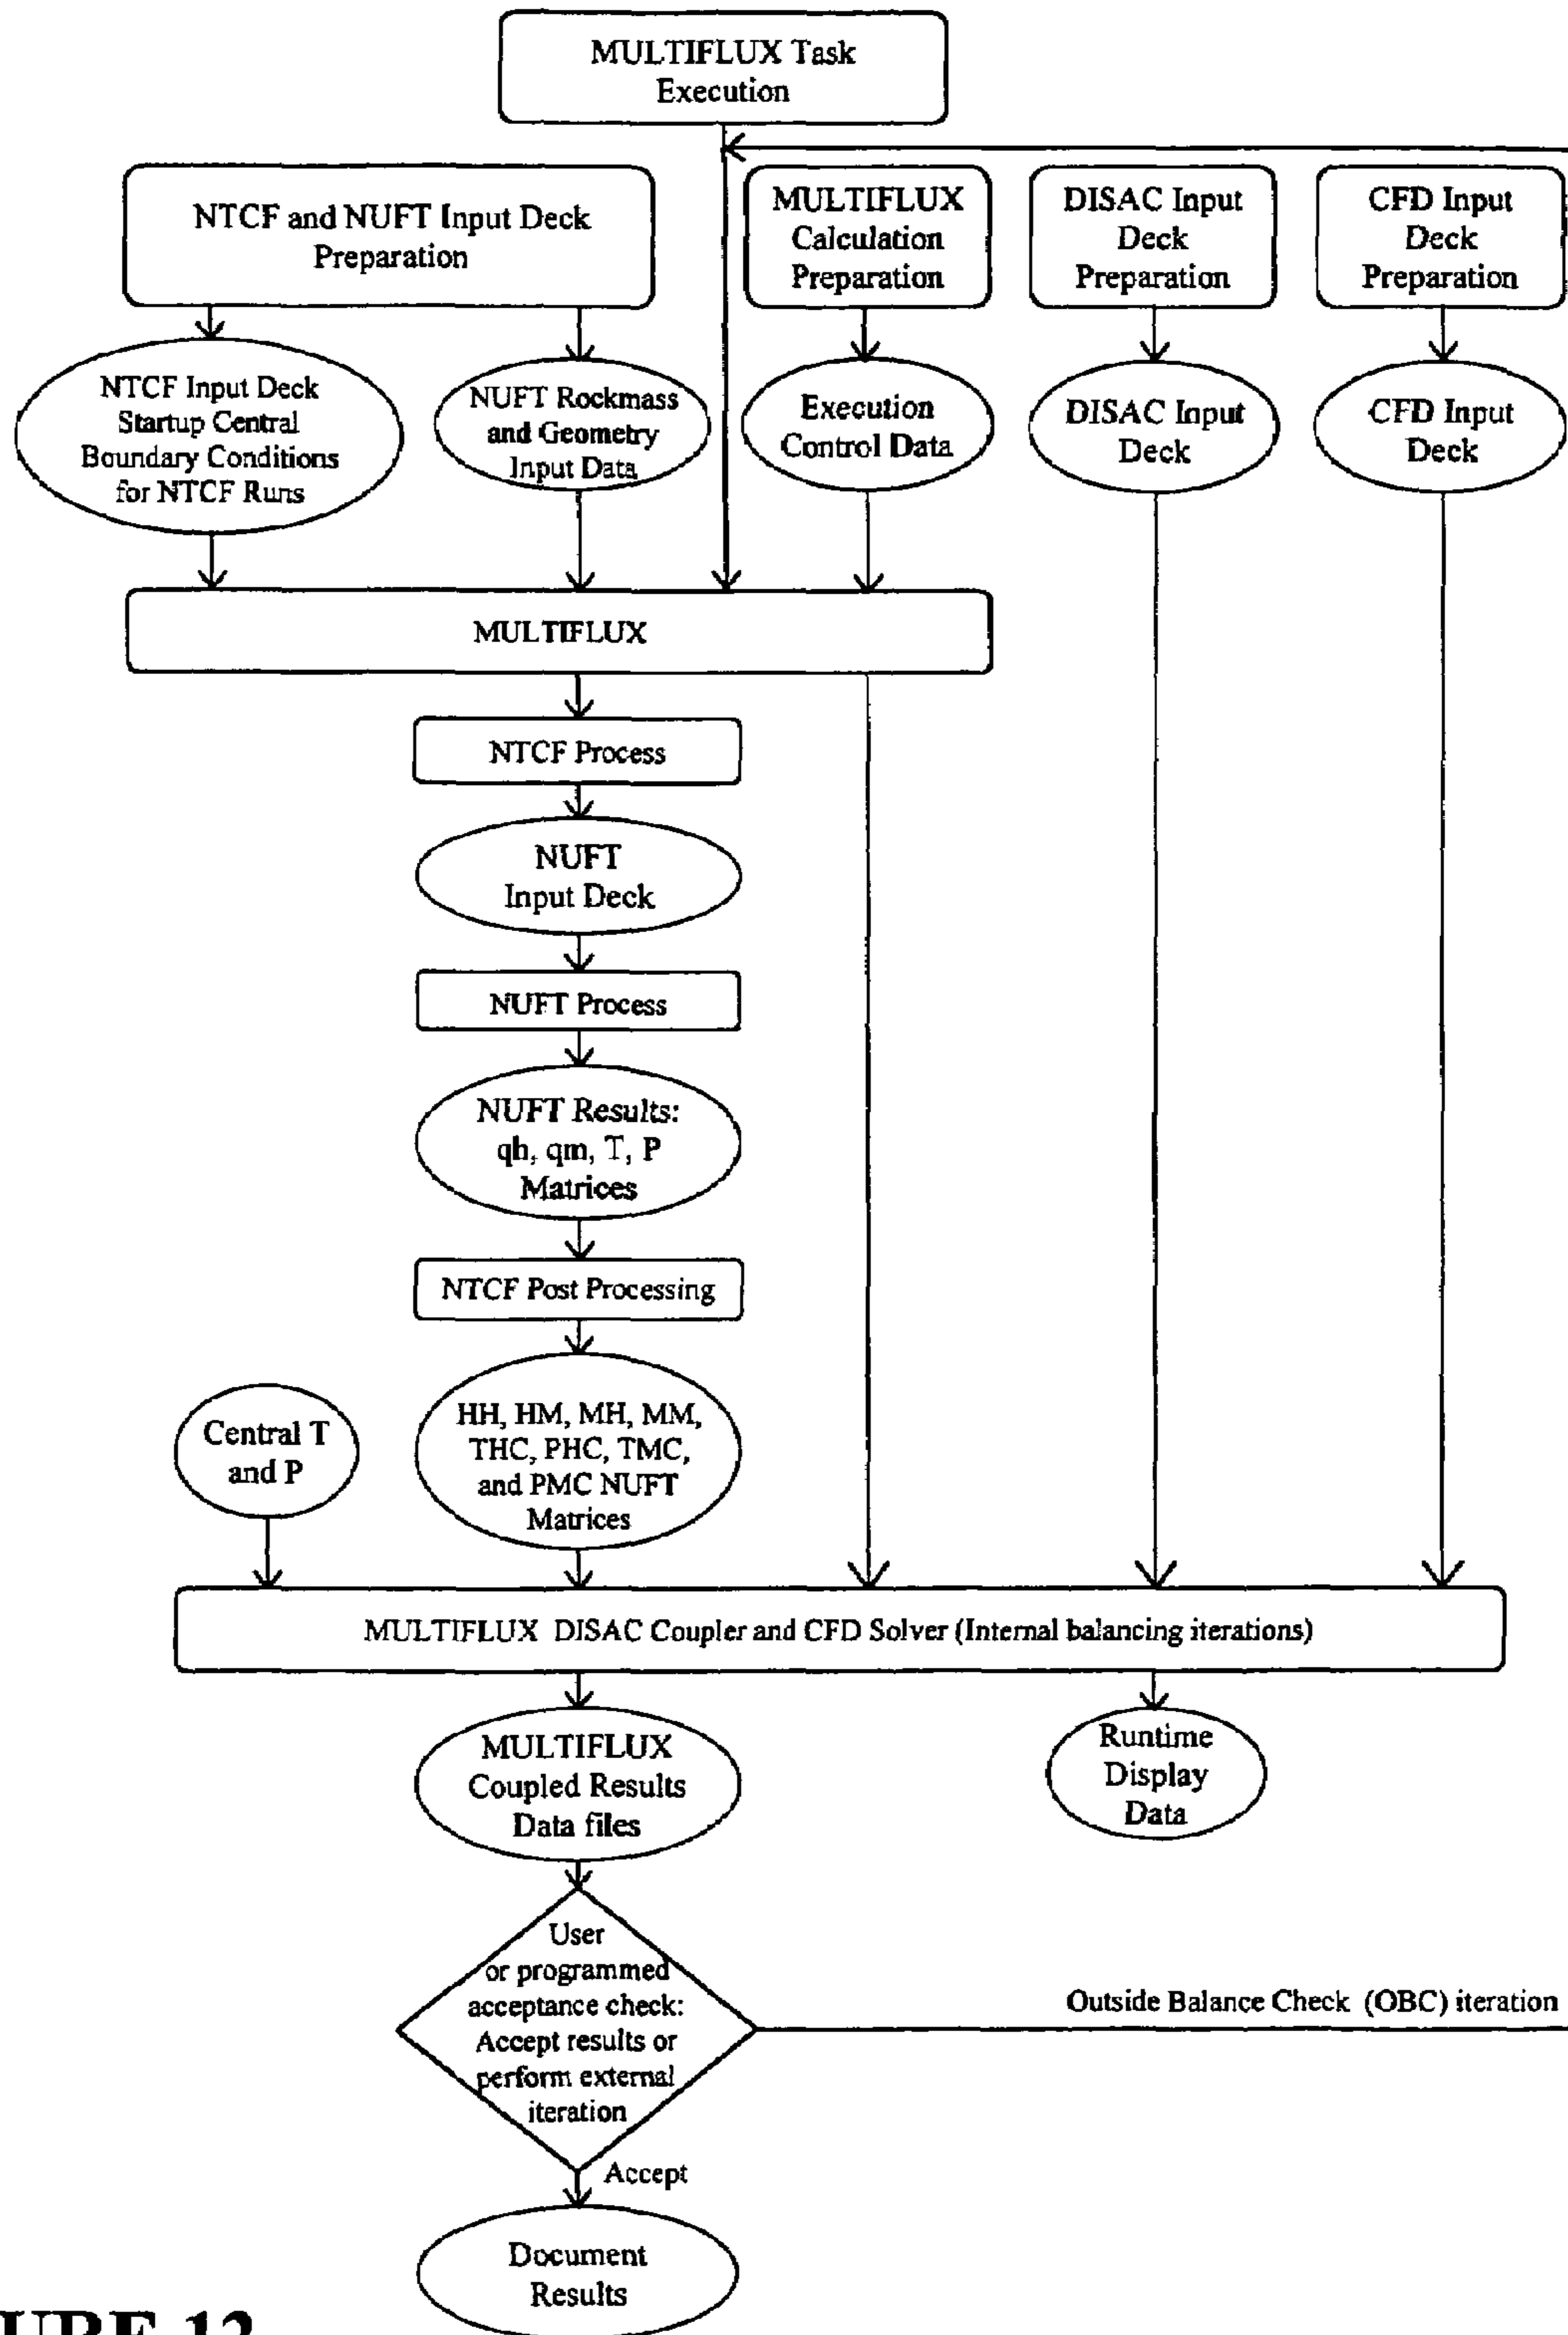 MULTIFLUX Task
Execution
NTCF and NUFT Input Deck
Preparation
MULTIFLUX
Calculation
Preparation
DISAC Input
Deck
Preparation
CFD Input
Deck
Preparation
NTCF Input Deck
Startup Central
Boundary Conditions
for NTCF Runs
NUFT Rockmass
and Geometry
Input Data
Execution
Control Data
DISAC Input
Deck
CFD Input
Deck
MULTIFLUX
NTCF Process
NUFT
Input Deck
NUFT Process
NUFT Results:
qh, qm, T, P
Matrices
NTCF Post Processing
Central T
and P
HH, HM, MH, MM,
THC, PHC, TMC,
and PMC NUFT
Matrices
MULTIFLUX DISAC Coupler and CFD Solver (Internal balancing iterations)
MULTIFLUX
Coupled Results
Data files
Runtime
Display
Data
User
or programmed
acceptance check:
Accept results or
perform external
iteration
Outside Balance Check (OBC) iteration
Accept
Document
Results